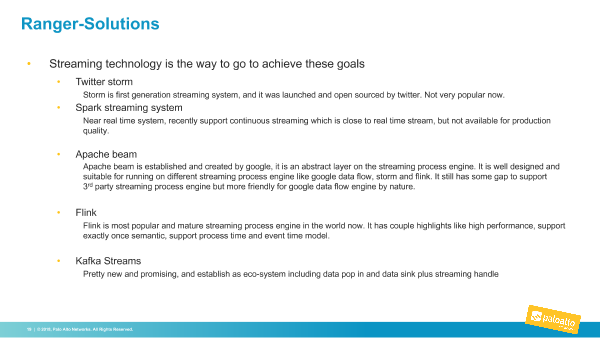 Ranger-Solutions
• Streaming technology is the way to go to achieve these goals
• Twitter storm
Storm is first generation streaming system, and it was launched and open sourced by twitter. Not very popular now.
• Spark streaming system
Near real time system, recently support continuous streaming which is close to real time stream, but not available for production
quality.
• Apache beam
Apache beam is established and created by google, it is an abstract layer on the streaming process engine. It is well designed and
suitable for running on different streaming process engine like google data flow, storm and flink. It still has some gap to support
3rd party streaming process engine but more friendly for google data flow engine by nature.
• Flink
Flink is most popular and mature streaming process engine in the world now. It has couple highlights like high performance, support
exactly once semantic, support process time and event time model.
• Kafka Streams
Pretty new and promising, and establish as eco-system including data pop in and data sink plus streaming handle
paloalto
| © 2018, Palo Alto Networks. All Rights Reserved.